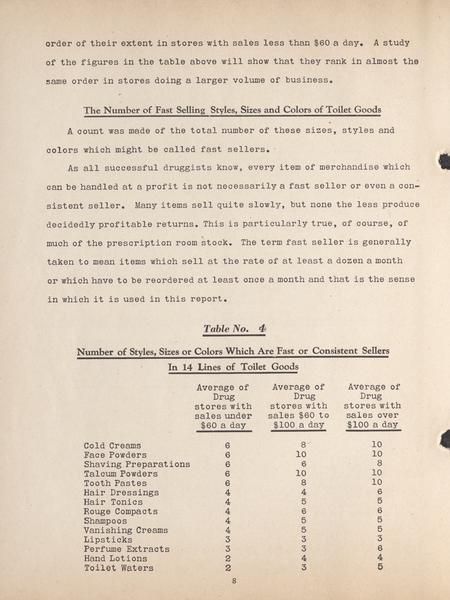 order of their extent in stores with sales less than $60 a day. A study
of the figures in the table above will show that they rank in almost the
same order in stores doing a larger volume of business.
The Number of Fast Selling Styles, Sizes and Colors of Toilet Goods
A count was made of the total number of these sizes, styles and
colors which might be called fast sellers.
As all successful druggists know, every item of merchandise which
can be handled at a profit is not necessarily a fast seller or even a con-
sistent seller. Many items sell quite slowly, but none the less produce
decidedly profitable returns. This is particularly true, of course, of
much of the prescription room stock. The term fast seller is generally
taken to mean items which sell at the rate of at least a dozen a month
or which have to be reordered at least once a month and that is the sense
in which it is used in this report.
Table No. 4
Number of Styles, Sizes or Colors Which Are Fast or Consistent Sellers
In 14 Lines of Toilet Goods
Average of Average of Average of
Drug Drug Drug
stores with stores with stores with
sales under sales $60 to sales over
$60 a day $100 a day $100 a day
Cold Creams 6 8 10
Face Powders 6 10 10
Shaving Preparations 6 6 8
Talcum Powders 6 10 10
Tooth Pastes 6 8 10
Hair Dressings 4 4 6
Hair Tonics 4 5 5
Rouge Compacts 4 6 6
Shampoos 4 5 5
Vanishing Creams 4 5 5
Lipsticks 3 3 3
Perfume Extracts 3 3 6
Hand Lotions 2 4 4
Toilet Waters 2 3 5
8